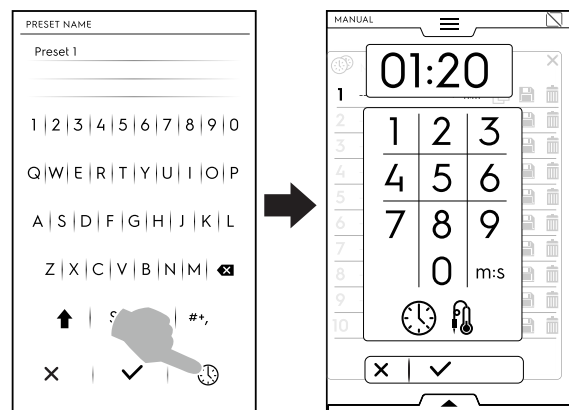 PRESET NAME
Preset 1
1 2 3 4 5 6 7 8 9 0
Q W E R T Y U I O P
A S D F G H J K L
Z X C V B N M
S #+,
MANUAL
01:20
1
2
3
4
5
6
7
8
9
10
1 2 3
4 5 6
7 8 9
0 m:s